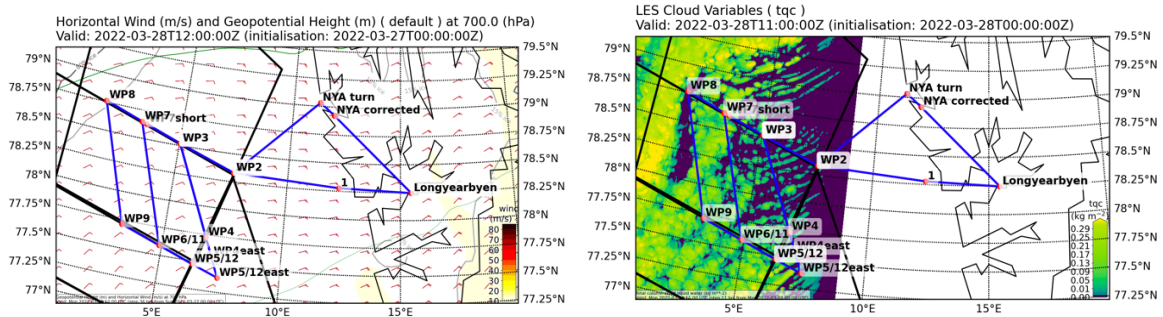 Horizontal Wind (m/s) and Geopotential Height (m) ( default ) at 700.0 (hPa)
Valid: 2022-03-28T12:00:00Z (initialisation: 2022-03-27T00:00:00Z)
79°N
78.75°N
78.5°N
78.25°N
78°N
77.75°N
77.5°N
77.25°N
77°N
79.5°N
79.25°N
79°N
78.75°N
78.5°N
78.25°N
78°N
77.75°N
77.5°N
77.25°N
5°E
10°E
15°E
WP8
WP7
short
WP3
WP2
NYA turn
NYA corrected
1
Longyearbyen
WP9
WP6/11
WP4
WP5/12
WP5/12east
wind
(m/s)
80
70
60
50
40
30
20
10
LES Cloud Variables ( tqc )
Valid: 2022-03-28T11:00:00Z (initialisation: 2022-03-28T00:00:00Z)
79°N
78.75°N
78.5°N
78.25°N
78°N
77.75°N
77.5°N
77.25°N
77°N
79.5°N
79.25°N
79°N
78.75°N
78.5°N
78.25°N
78°N
77.75°N
77.5°N
77.25°N
5°E
10°E
15°E
WP8
WP7
short
WP3
WP2
NYA turn
NYA corrected
1
Longyearbyen
WP9
WP6/11
WP4
WP5/12
WP5/12east
tqc
(kg m⁻²)
0.29
0.25
0.21
0.17
0.13
0.09
0.05
0.01
0.00